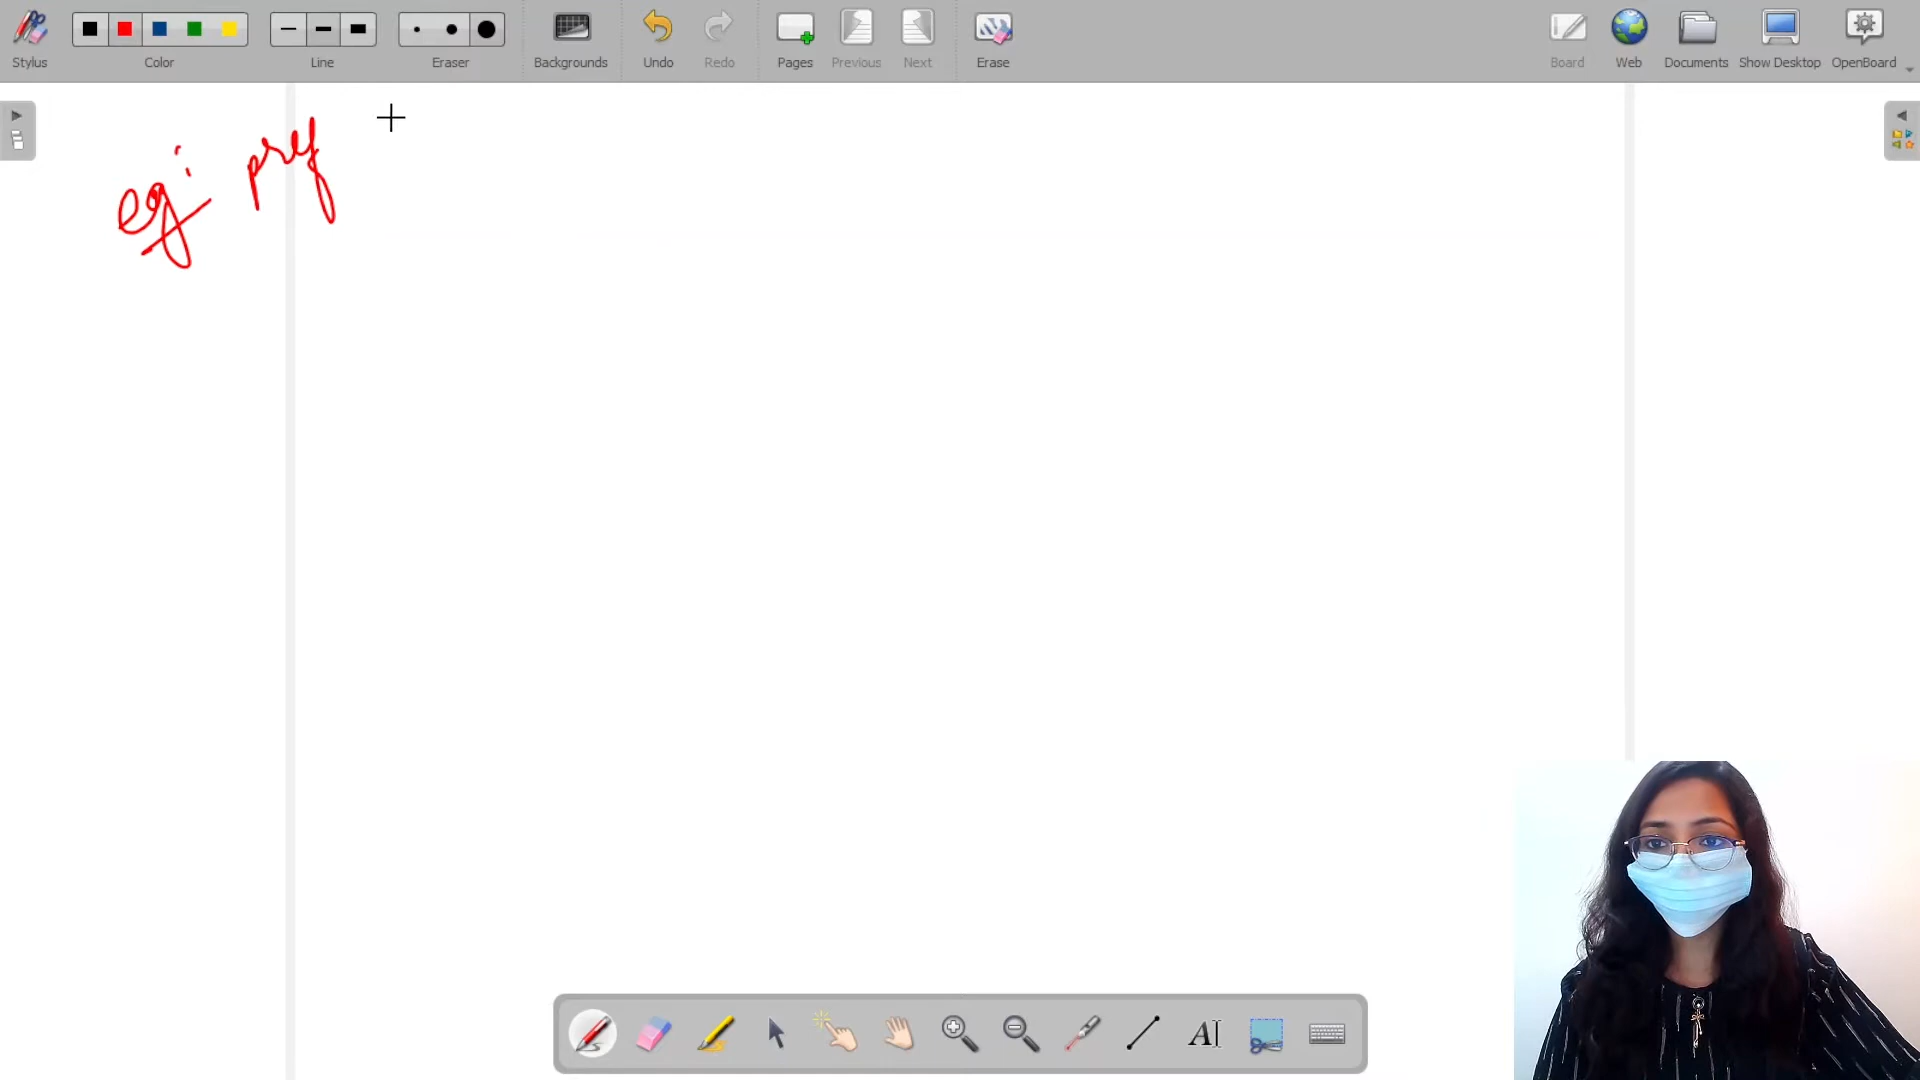 Stylus
Color
Line
Eraser
Backgrounds
Undo
Redo
Pages
Previous
Next
Erase
Board
Web
Documents
Show Desktop
OpenBoard
eg: pref
A